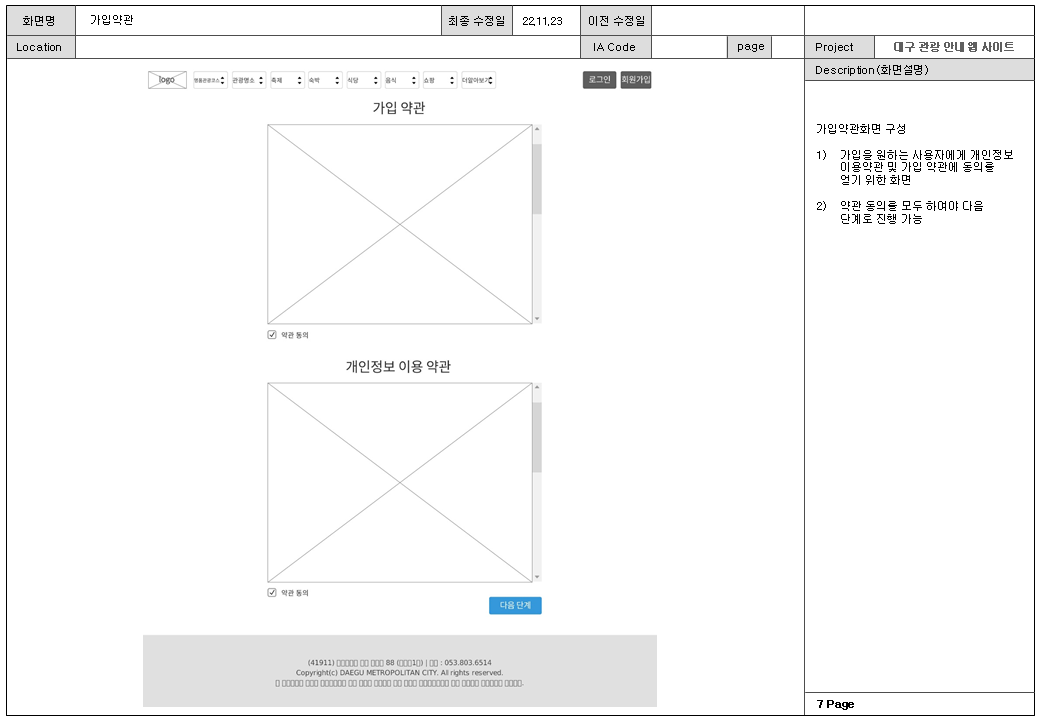 화면명 가입약관 최종 수정일 22.11.23 이전 수정일
Location IA Code page Project 대구 관광 안내 웹 사이트
Description(화면설명)
logo 관광명소 축제 숙박 식당 음식 쇼핑 더알아보기 로그인 회원가입
가입 약관
약관 동의
개인정보 이용 약관
약관 동의
다음 단계
(41911) 88 ( 1 ) | : 053.803.6514
Copyright(c) DAEGU METROPOLITAN CITY. All rights reserved.
가입약관화면 구성
1) 가입을 원하는 사용자에게 개인정보
이용약관 및 가입 약관에 동의를
얻기 위한 화면
2) 약관 동의를 모두 하여야 다음
단계로 진행 가능
7 Page